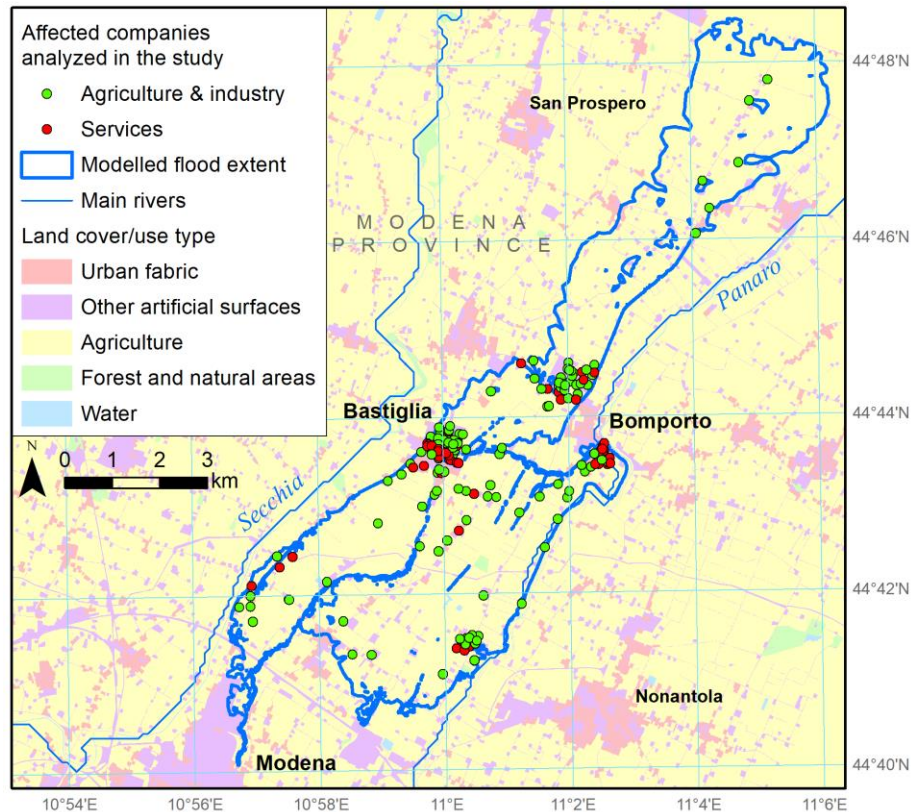 Affected companies
analyzed in the study
Agriculture & industry
Services
Modelled flood extent
Main rivers
Land cover/use type
Urban fabric
Other artificial surfaces
Agriculture
Forest and natural areas
Water
N
0 1 2 3
km
San Prospero
MODENA
PROVINCE
Panaro
Bastiglia
Bomporto
Secchia
Nonantola
Modena
44°48'N
44°46'N
44°44'N
44°42'N
44°40'N
10°54'E 10°56'E 10°58'E 11°E 11°2'E 11°4'E 11°6'E